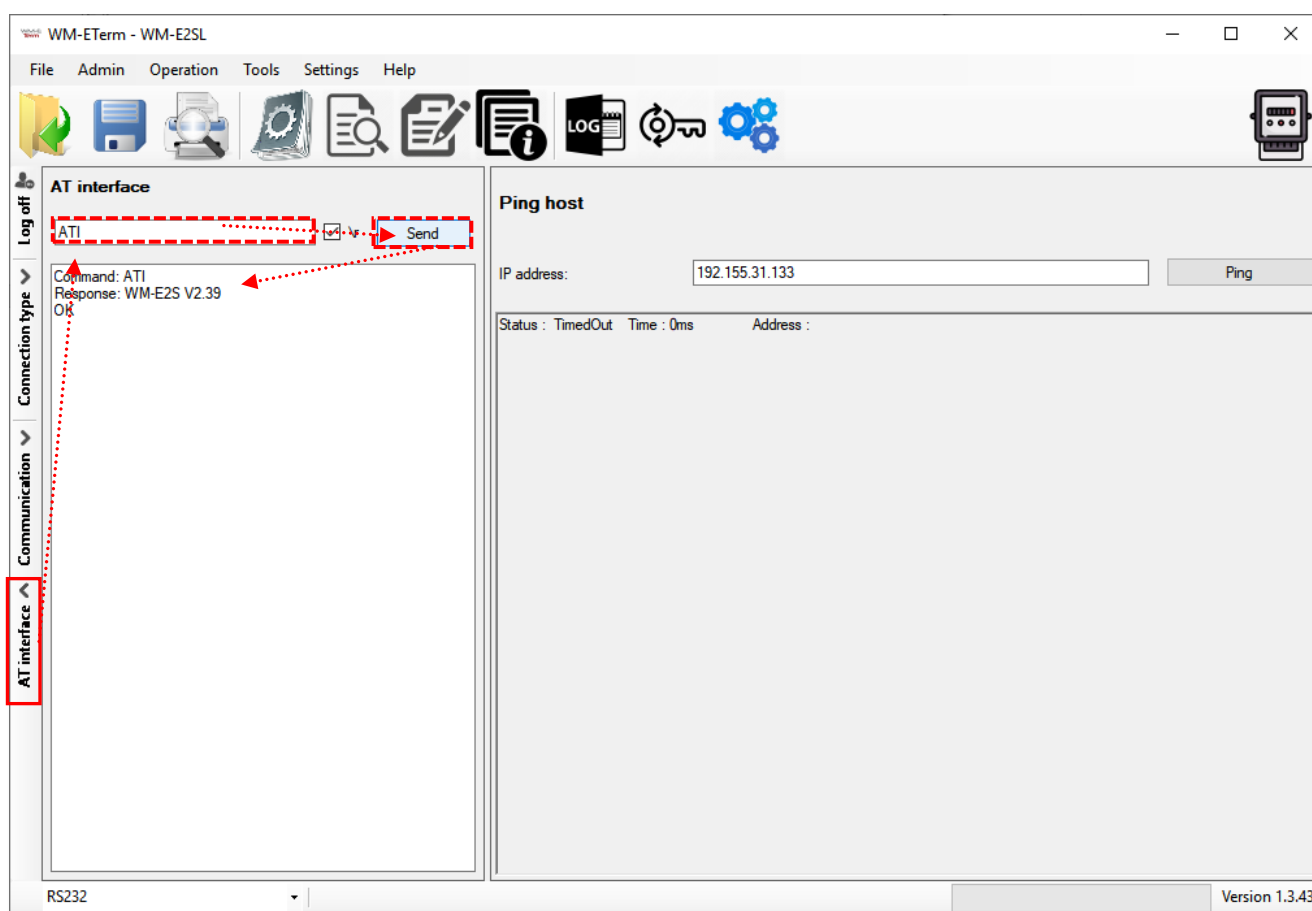 WM-ETerm - WM-E2SL
File Admin Operation Tools Settings Help
LOG
Log off
Connection type
Communication
AT interface
AT interface
ATI
Send
Command: ATI
Response: WM-E2S V2.39
OK
Ping host
IP address: 192.155.31.133 Ping
Status : TimedOut Time : 0ms Address :
RS232
Version 1.3.43